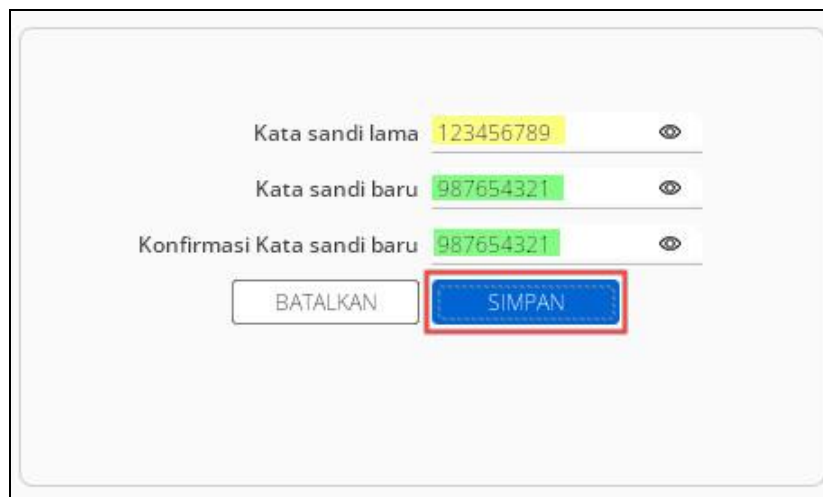 Kata sandi lama 123456789
Kata sandi baru 987654321
Konfirmasi Kata sandi baru 987654321
BATALKAN SIMPAN